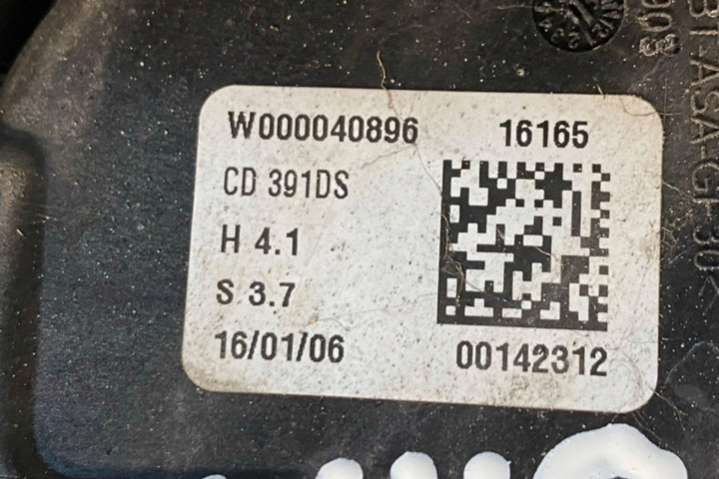 W000040896 16165
CD 391DS
H 4.1
S 3.7
16/01/06 00142312